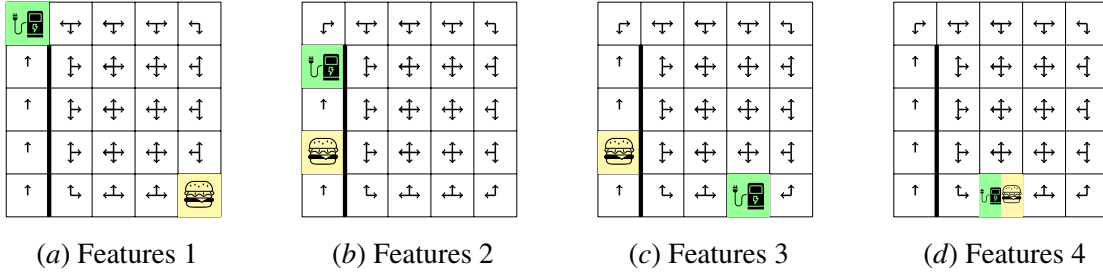 (a) Features 1
(b) Features 2
(c) Features 3
(d) Features 4